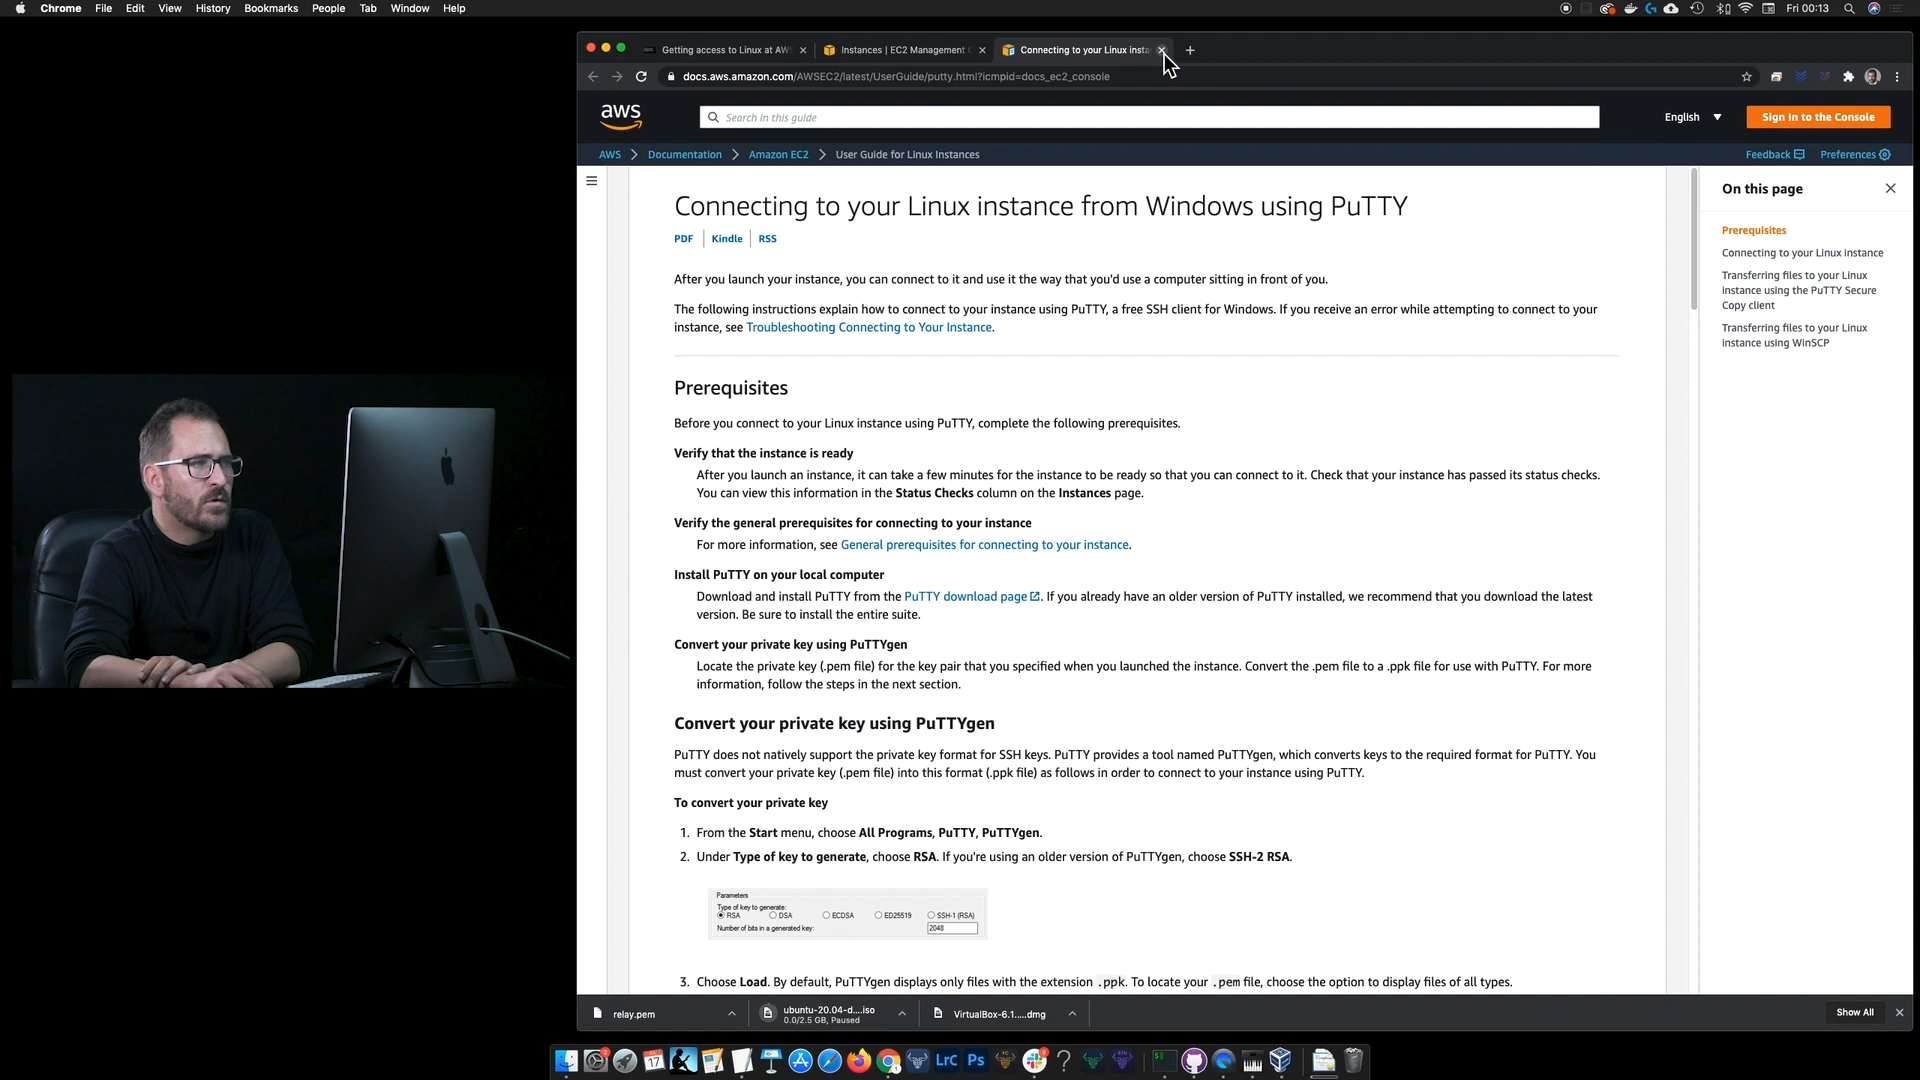 Chrome File Edit View History Bookmarks People Tab Window Help Fri 00:13
Getting access to Linux at AW
Instances | EC2 Management
Connecting to your Linux insta
docs.aws.amazon.com/AWSEC2/latest/UserGuide/putty.html?icmpid=docs_ec2_console
aws
Search in this guide
English
Sign In to the Console
AWS Documentation Amazon EC2 User Guide for Linux Instances
Feedback Preferences
Connecting to your Linux instance from Windows using PuTTY
PDF Kindle RSS
After you launch your instance, you can connect to it and use it the way that you'd use a computer sitting in front of you.
The following instructions explain how to connect to your instance using PuTTY, a free SSH client for Windows. If you receive an error while attempting to connect to your
instance, see Troubleshooting Connecting to Your Instance.
Prerequisites
Before you connect to your Linux instance using PuTTY, complete the following prerequisites.
Verify that the instance is ready
After you launch an instance, it can take a few minutes for the instance to be ready so that you can connect to it. Check that your instance has passed its status checks.
You can view this information in the Status Checks column on the Instances page.
Verify the general prerequisites for connecting to your instance
For more information, see General prerequisites for connecting to your instance.
Install PuTTY on your local computer
Download and install PuTTY from the PuTTY download page. If you already have an older version of PuTTY installed, we recommend that you download the latest
version. Be sure to install the entire suite.
Convert your private key using PuTTYgen
Locate the private key (.pem file) for the key pair that you specified when you launched the instance. Convert the .pem file to a .ppk file for use with PuTTY. For more
information, follow the steps in the next section.
Convert your private key using PuTTYgen
PuTTY does not natively support the private key format for SSH keys. PuTTY provides a tool named PuTTYgen, which converts keys to the required format for PuTTY. You
must convert your private key (.pem file) into this format (.ppk file) as follows in order to connect to your instance using PuTTY.
To convert your private key
1. From the Start menu, choose All Programs, PuTTY, PuTTYgen.
2. Under Type of key to generate, choose RSA. If you're using an older version of PuTTYgen, choose SSH-2 RSA.
Parameters
Type of key to generate:
RSA DSA ECDSA ED25519 SSH-1 (RSA)
Number of bits in a generated key: 2048
3. Choose Load. By default, PuTTYgen displays only files with the extension .ppk. To locate your .pem file, choose the option to display files of all types.
On this page
Prerequisites
Connecting to your Linux instance
Transferring files to your Linux
instance using the PuTTY Secure
Copy client
Transferring files to your Linux
instance using WinSCP
relay.pem
ubuntu-20.04-d....iso
0.0/2.5 GB, Paused
VirtualBox-6.1.....dmg
Show All
17
LrC Ps